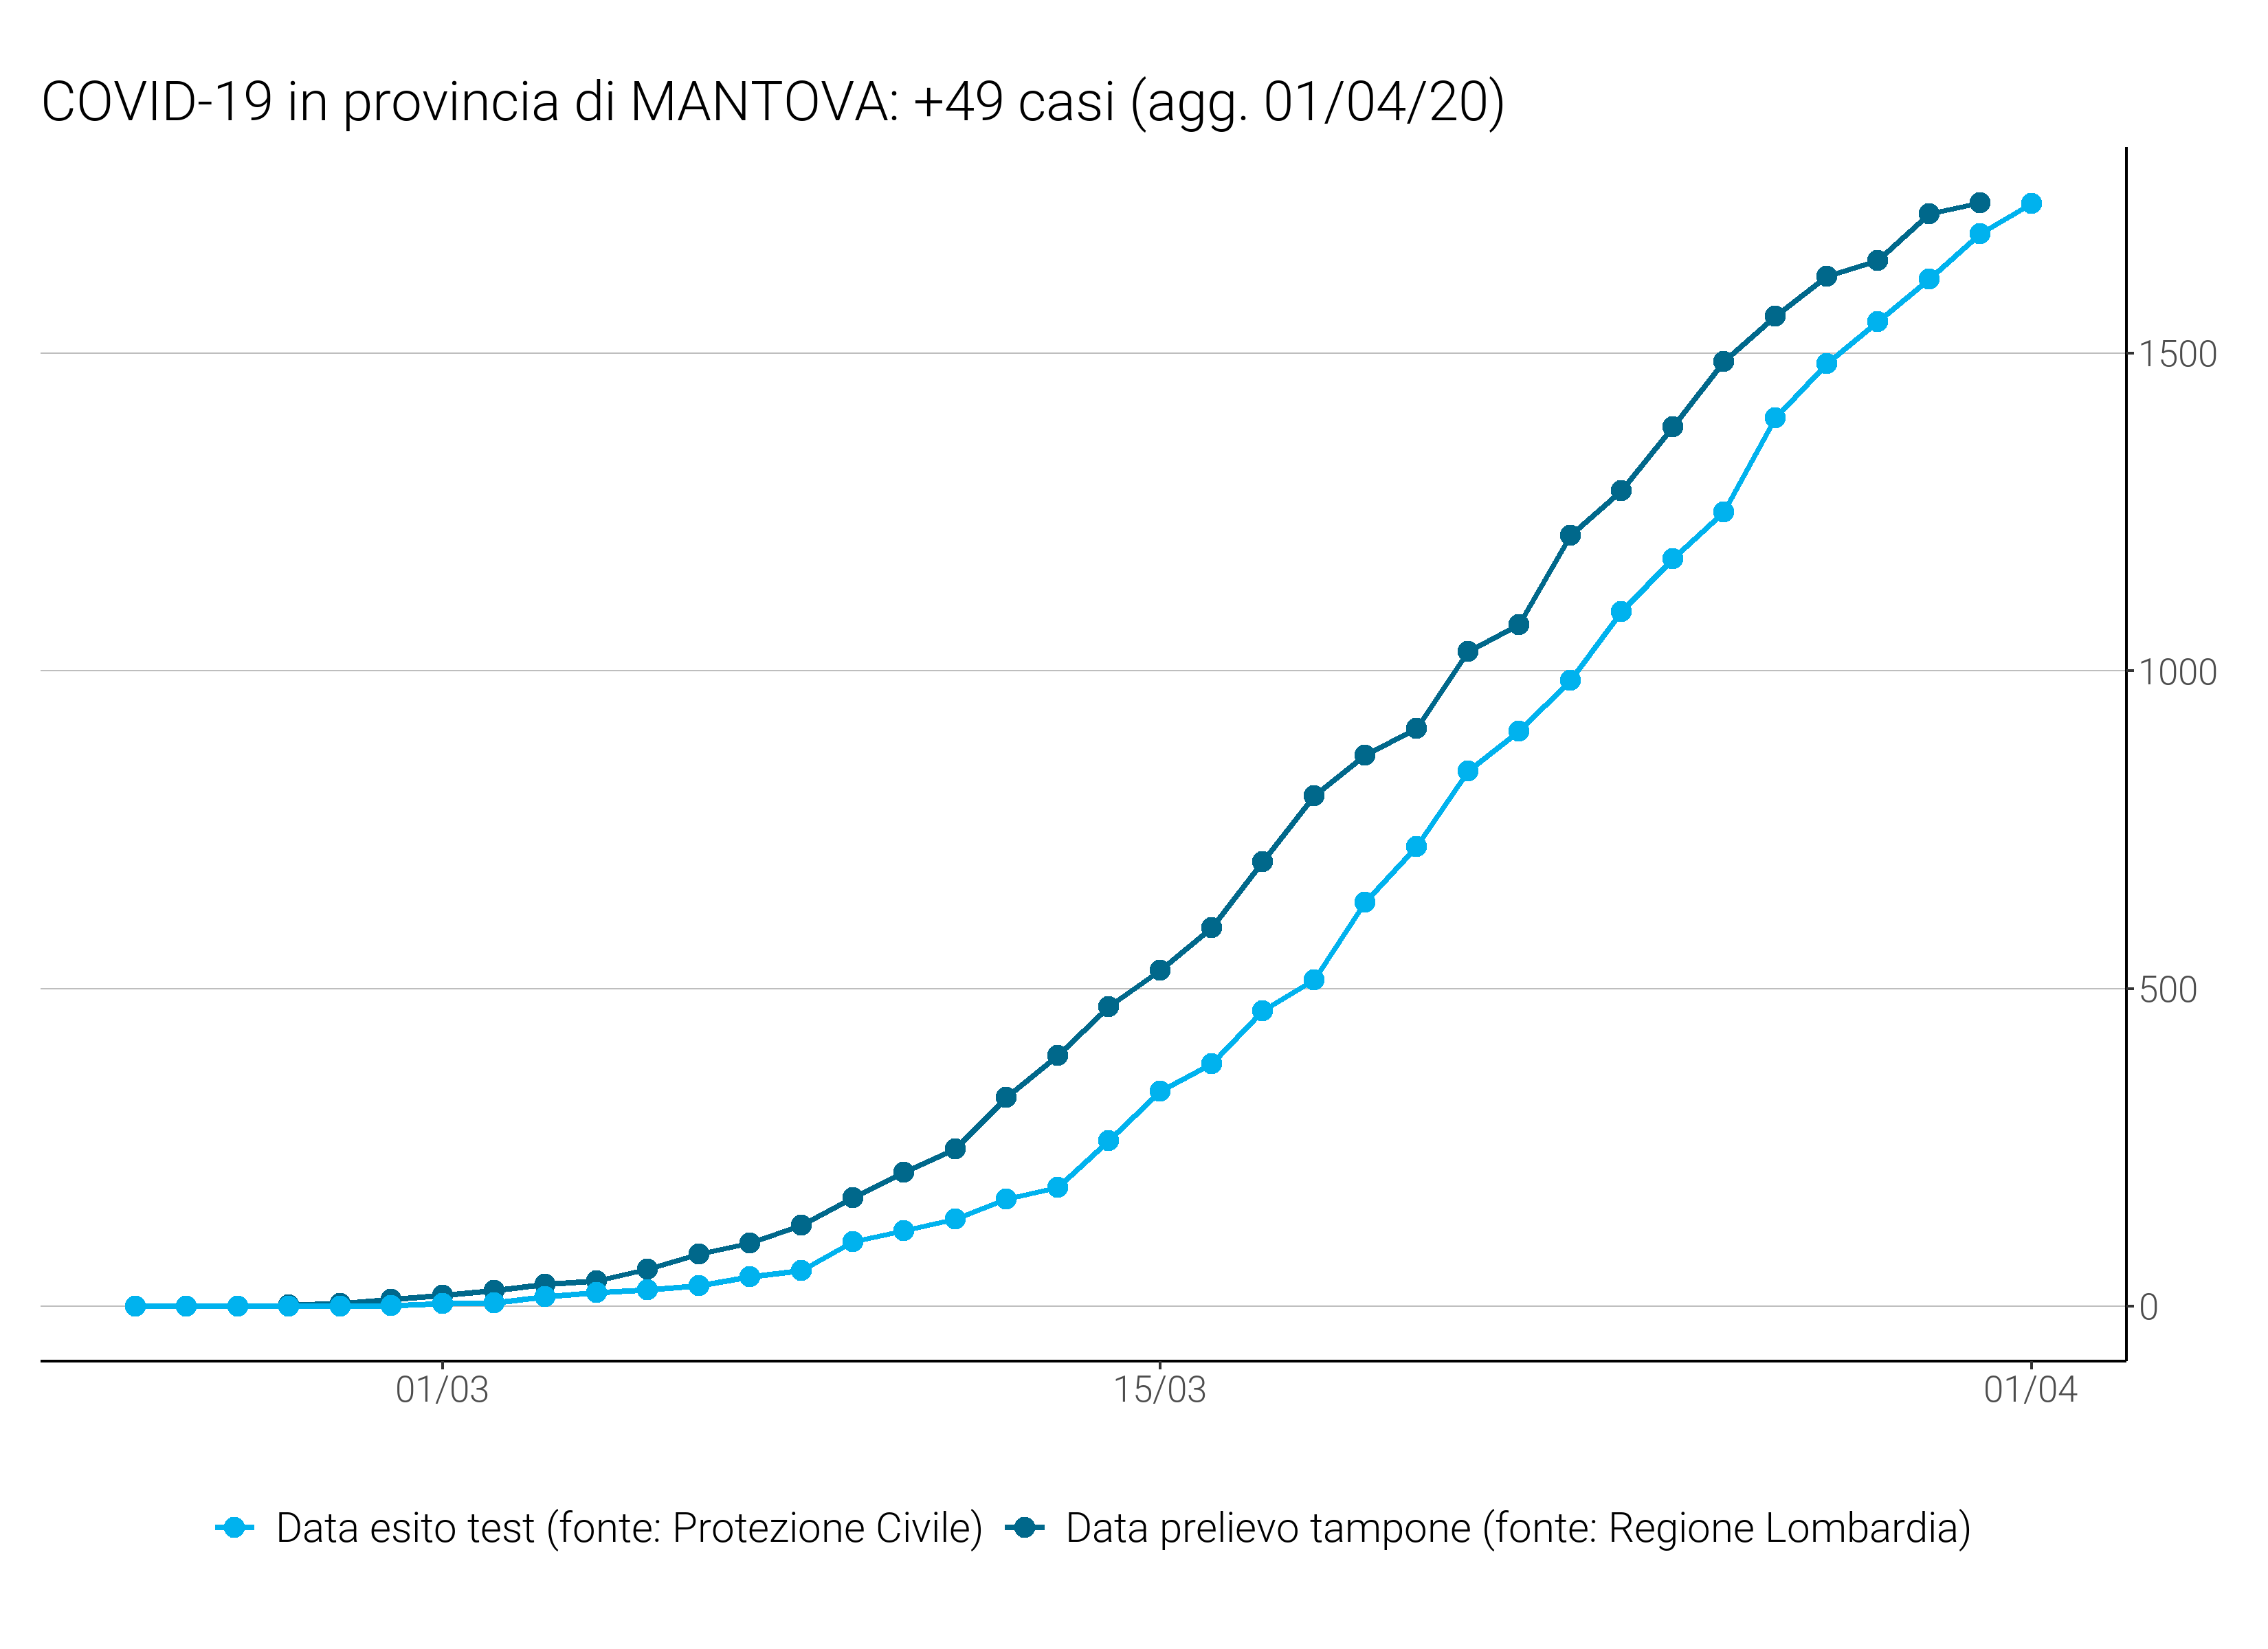 COVID-19 in provincia di MANTOVA: +49 casi (agg. 01/04/20)
1500
1000
500
0
01/03 15/03 01/04
Data esito test (fonte: Protezione Civile) Data prelievo tampone (fonte: Regione Lombardia)